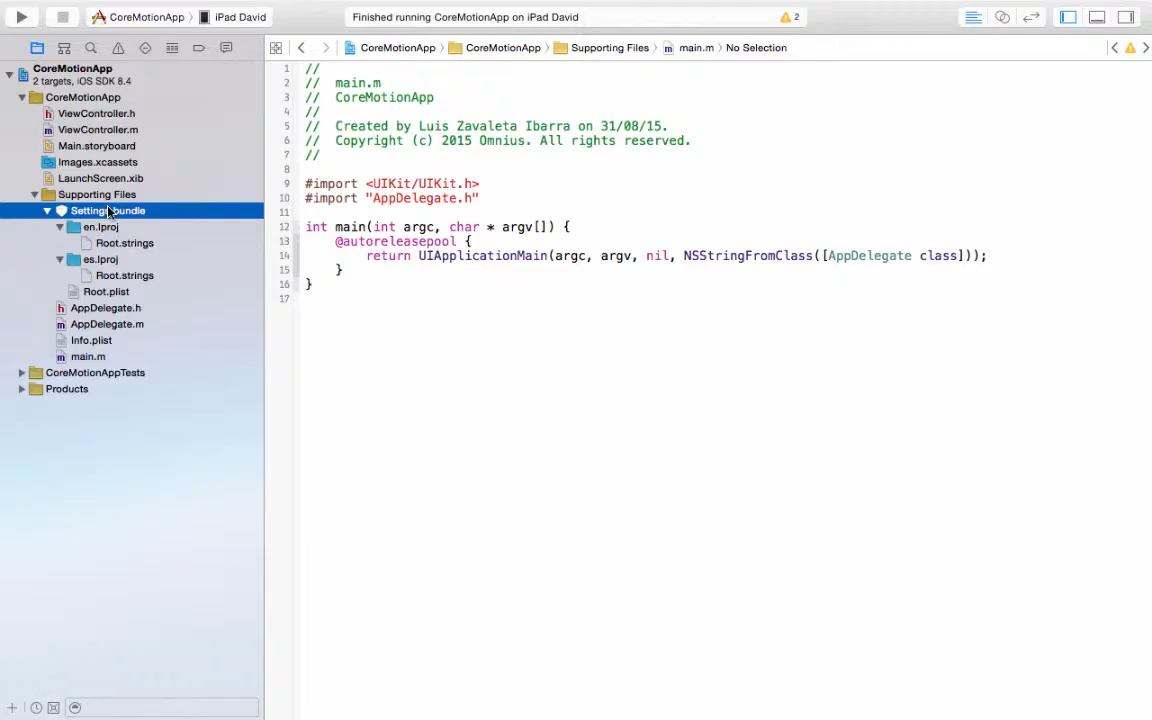 CoreMotionApp
iPad David
Finished running CoreMotionApp on iPad David
2
CoreMotionApp
2 targets, iOS SDK 8.4
CoreMotionApp
ViewController.h
ViewController.m
Main.storyboard
Images.xcassets
LaunchScreen.xib
Supporting Files
Settings.bundle
en.lproj
Root.strings
es.lproj
Root.strings
Root.plist
AppDelegate.h
AppDelegate.m
Info.plist
main.m
CoreMotionAppTests
Products
CoreMotionApp
CoreMotionApp
Supporting Files
main.m
No Selection
1 //
2 //  main.m
3 //  CoreMotionApp
4 //
5 //  Created by Luis Zavaleta Ibarra on 31/08/15.
6 //  Copyright (c) 2015 Omnius. All rights reserved.
7 //
8
9 #import <UIKit/UIKit.h>
10 #import "AppDelegate.h"
11
12 int main(int argc, char * argv[]) {
13     @autoreleasepool {
14         return UIApplicationMain(argc, argv, nil, NSStringFromClass([AppDelegate class]));
15     }
16 }
17